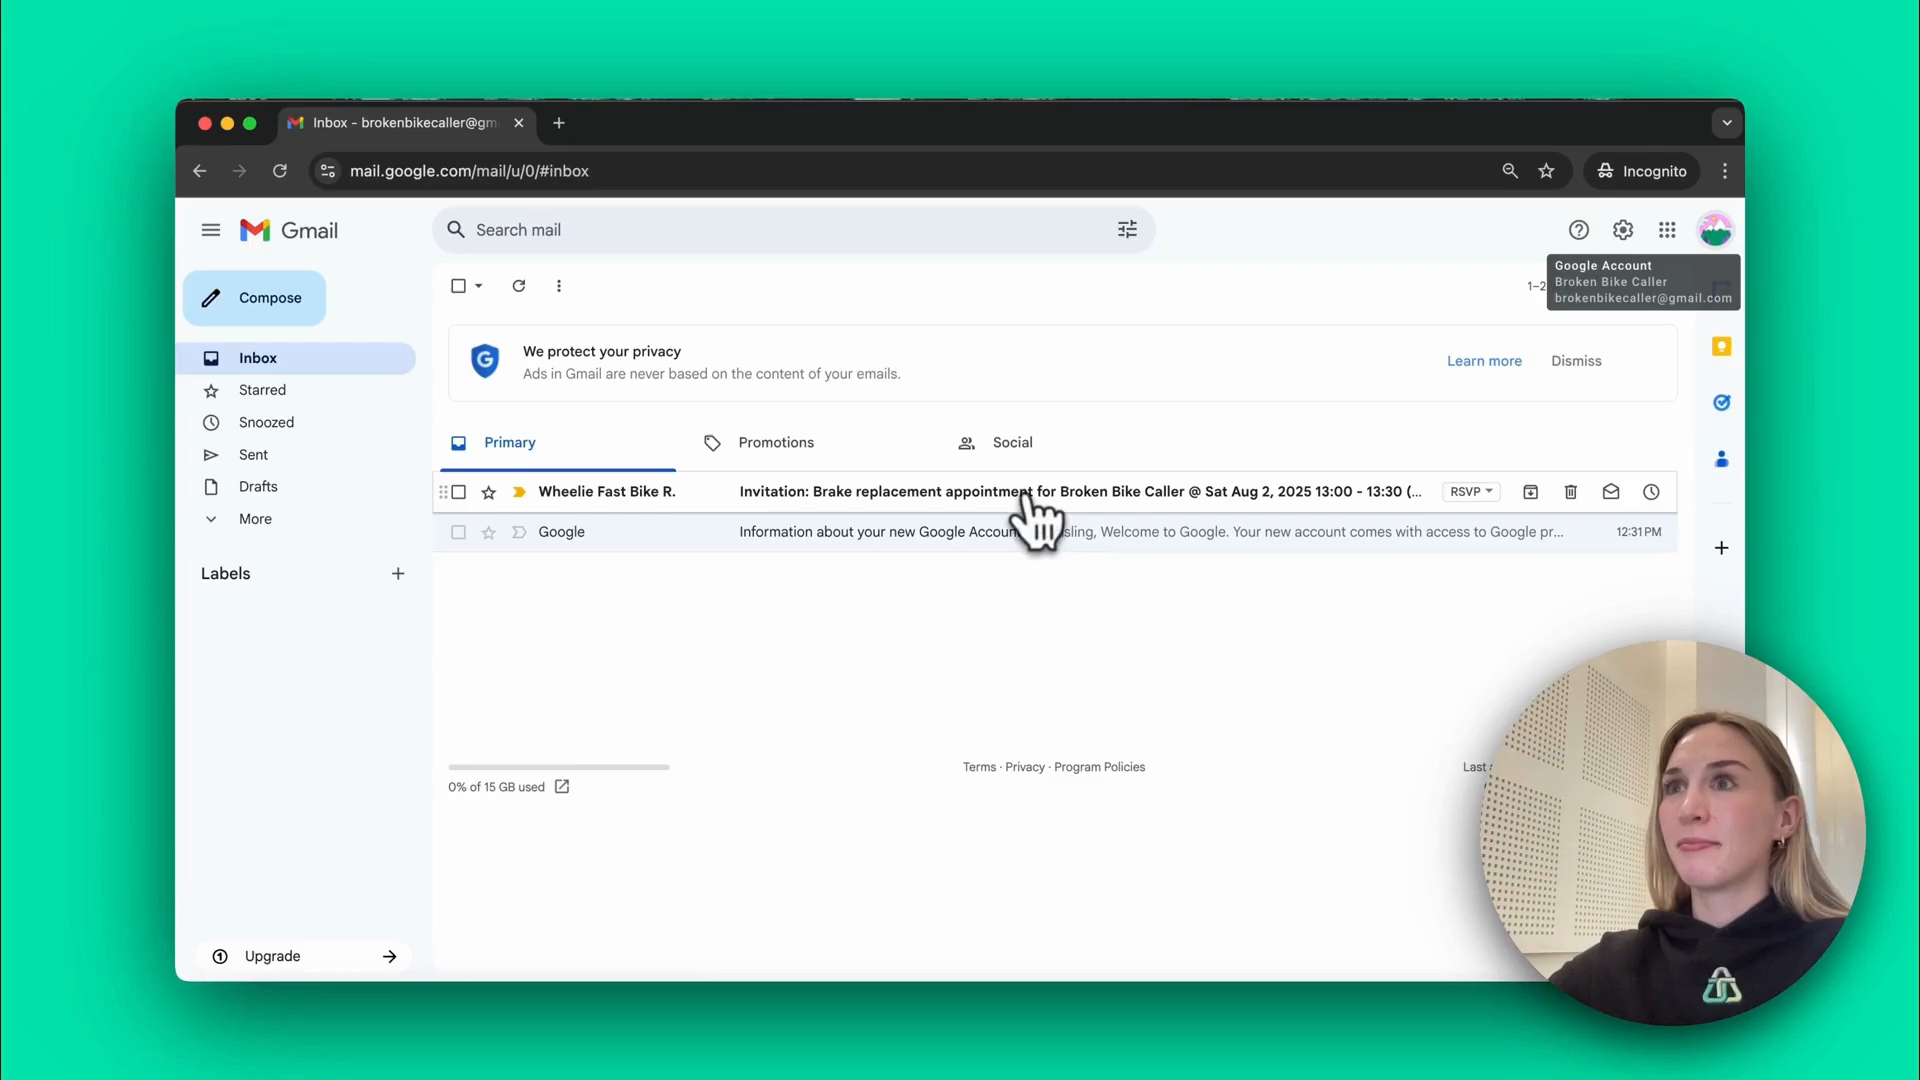 Inbox - brokenbikecaller@gm
mail.google.com/mail/u/0/#inbox
Incognito
Gmail
Search mail
Google Account
Broken Bike Caller
brokenbikecaller@gmail.com
Compose
1–2
We protect your privacy
Ads in Gmail are never based on the content of your emails.
Learn more
Dismiss
Inbox
Starred
Snoozed
Sent
Drafts
More
Labels
Primary
Promotions
Social
Wheelie Fast Bike R.
Invitation: Brake replacement appointment for Broken Bike Caller @ Sat Aug 2, 2025 13:00 - 13:30 (...
RSVP
Google
Information about your new Google Accoun sling, Welcome to Google. Your new account comes with access to Google pr...
12:31 PM
0% of 15 GB used
Terms · Privacy · Program Policies
Last
Upgrade